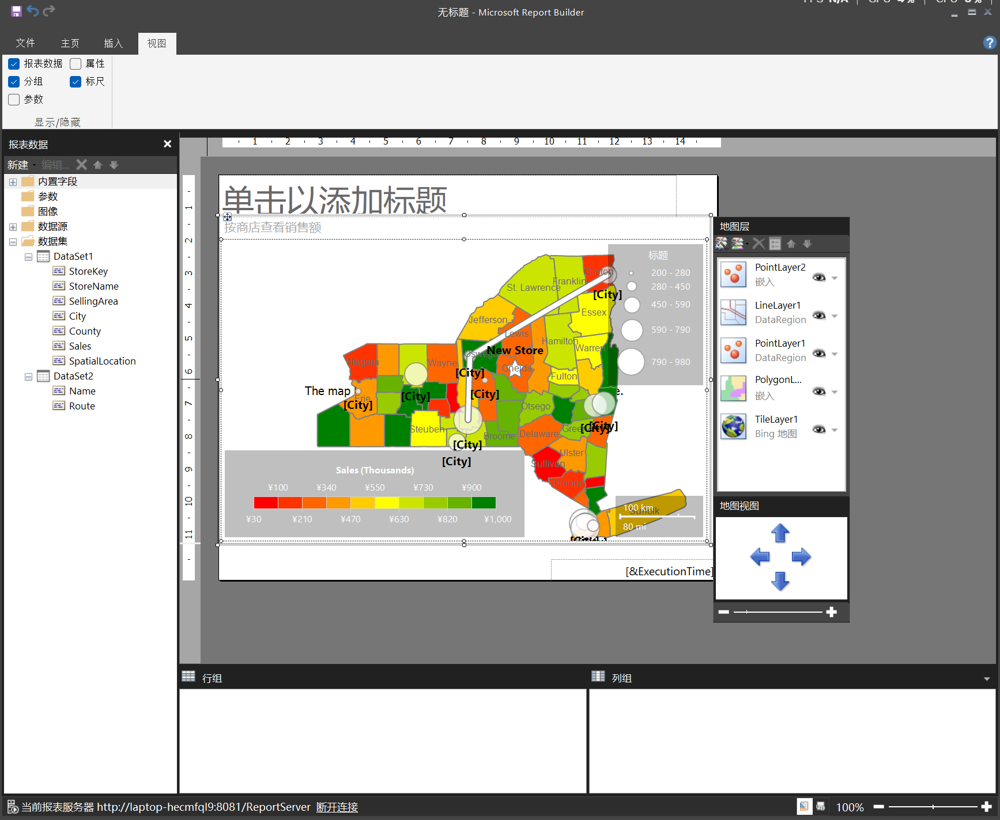 无标题 - Microsoft Report Builder
文件 主页 插入 视图
报表数据 属性
分组 标尺
参数
显示/隐藏
报表数据
新建 编辑...
内置字段
参数
图像
数据源
数据集
DataSet1
StoreKey
StoreName
SellingArea
City
County
Sales
SpatialLocation
DataSet2
Name
Route
1 2 3 4 5 6 7 8 9 10 11 12 13 14
1
2
3
4
5
6
7
8
9
10
11
单击以添加标题
按商店查看销售额
标题
200 - 280
280 - 450
450 - 590
590 - 790
790 - 980
Clinton
Franklin
St. Lawrence
[City]
Essex
Jefferson
Lewis
Hamilton
Warren
New Store
Oswego
Niagara
Wayne
Oneida
[City]
Fulton
The map
e.
Erie
[City]
[City]
[City]
Otsego
Steuben
Broome
Delaware
Gree
[City]
[City]
[City]
[City]
Ulster
Sullivan
Orange
Suffolk
Sales (Thousands)
¥100 ¥340 ¥550 ¥730 ¥900
¥30 ¥210 ¥470 ¥630 ¥820 ¥1,000
100 km
80 mi
[&ExecutionTime]
地图层
PointLayer2
嵌入
LineLayer1
DataRegion
PointLayer1
DataRegion
PolygonL...
嵌入
TileLayer1
Bing 地图
地图视图
行组
列组
当前报表服务器 http://laptop-hecmfql9:8081/ReportServer 断开连接
100%